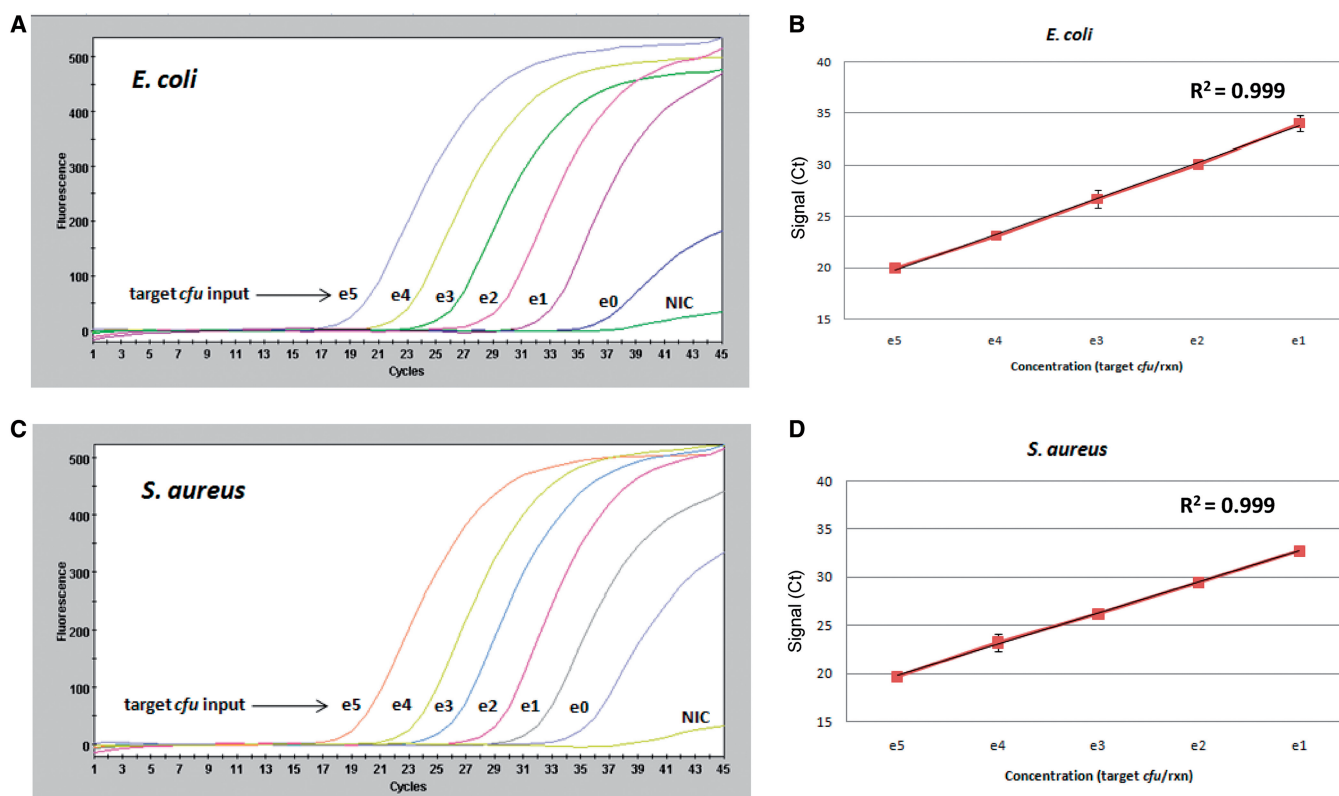 A
E. coli
Fluorescence
500
400
300
200
100
0
target cfu input
e5 e4 e3 e2 e1 e0 NIC
1 3 5 7 9 11 13 15 17 19 21 23 25 27 29 31 33 35 37 39 41 43 45
Cycles
B
E. coli
R² = 0.999
Signal (Ct)
40
35
30
25
20
15
e5 e4 e3 e2 e1
Concentration (target cfu/rxn)
C
S. aureus
Fluorescence
500
400
300
200
100
0
target cfu input
e5 e4 e3 e2 e1 e0 NIC
1 3 5 7 9 11 13 15 17 19 21 23 25 27 29 31 33 35 37 39 41 43 45
Cycles
D
S. aureus
R² = 0.999
Signal (Ct)
40
35
30
25
20
15
e5 e4 e3 e2 e1
Concentration (target cfu/rxn)